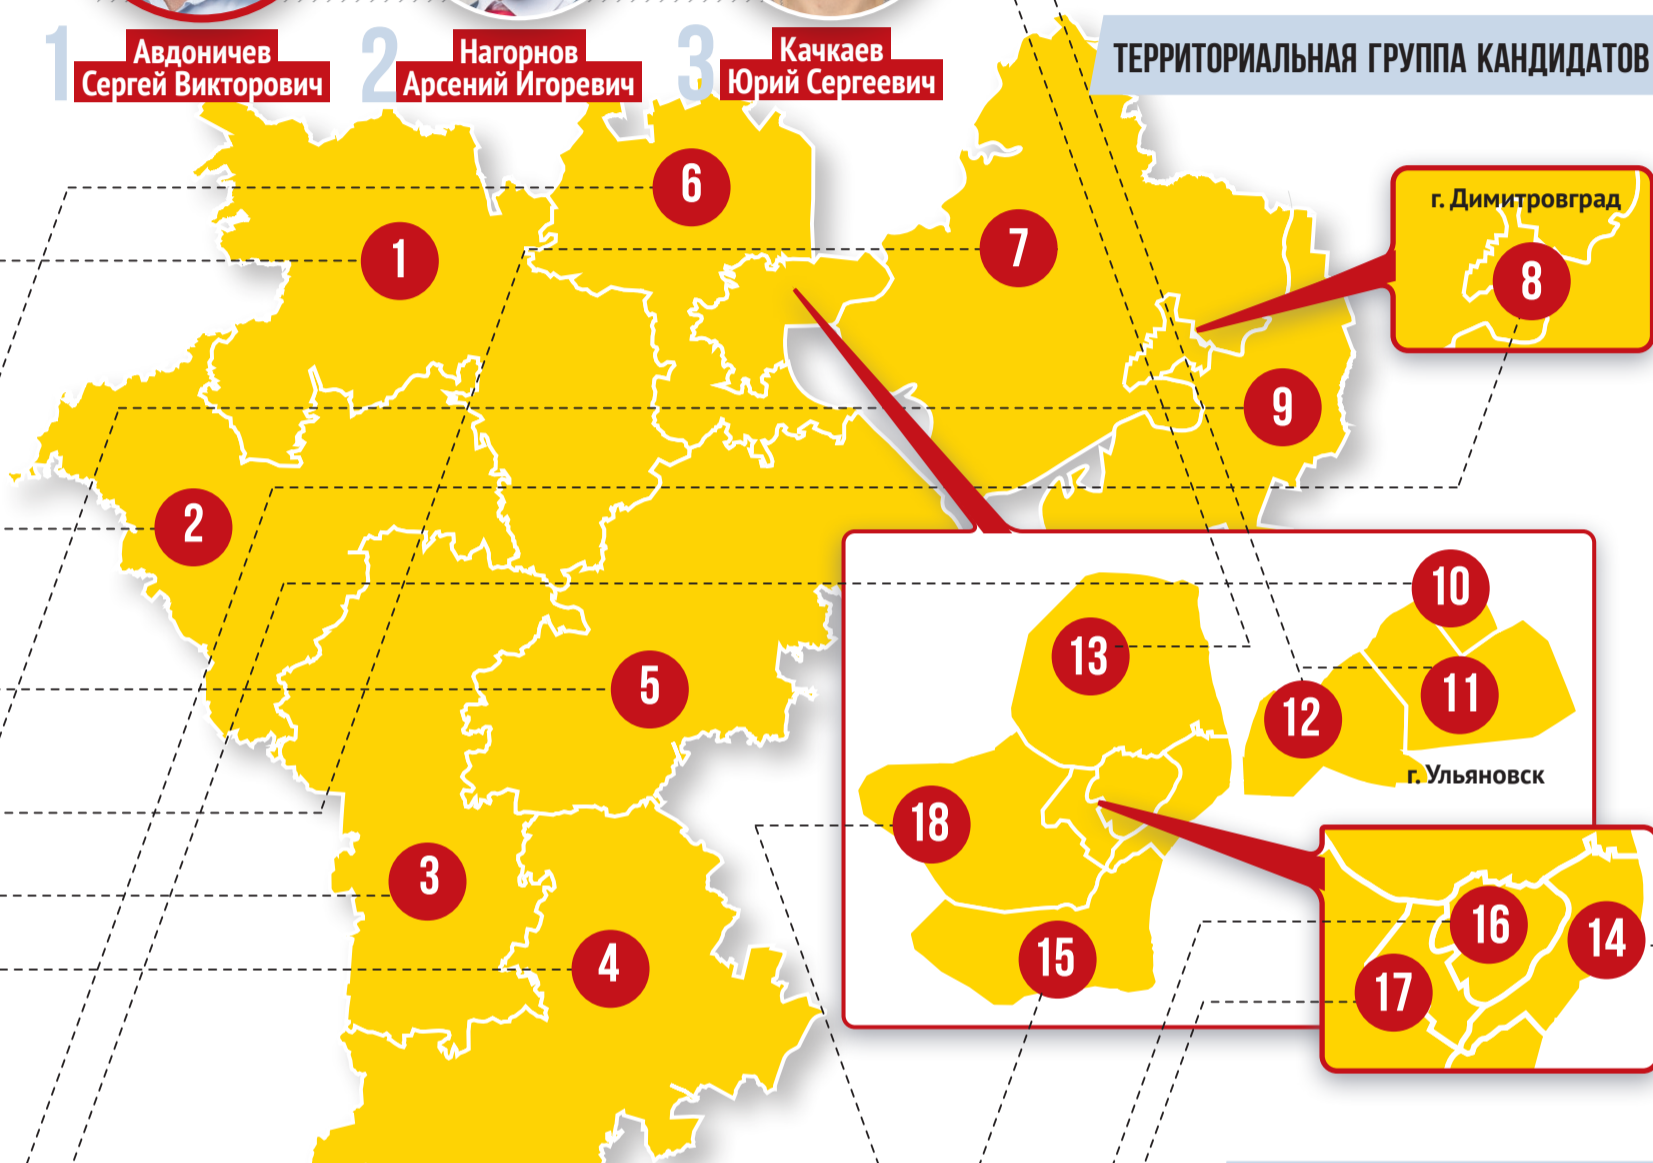 1
Авдоничев
Сергей Викторович
2
Нагорнов
Арсений Игоревич
3
Качкаев
Юрий Сергеевич
ТЕРРИТОРИАЛЬНАЯ ГРУППА КАНДИДАТОВ
6
г. Димитровград
1
7
8
9
2
10
13
5
11
12
г. Ульяновск
18
3
16
14
15
4
17